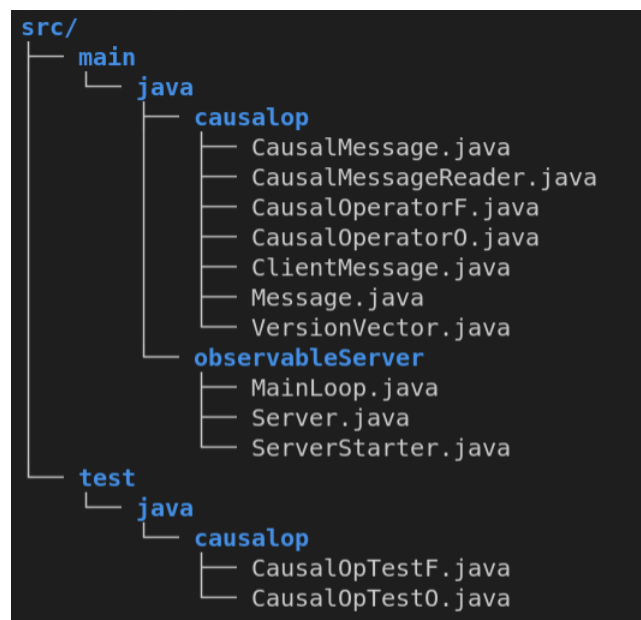 src/
├── main
│   └── java
│       ├── causalop
│       │   ├── CausalMessage.java
│       │   ├── CausalMessageReader.java
│       │   ├── CausalOperatorF.java
│       │   ├── CausalOperatorO.java
│       │   ├── ClientMessage.java
│       │   ├── Message.java
│       │   └── VersionVector.java
│       └── observableServer
│           ├── MainLoop.java
│           ├── Server.java
│           └── ServerStarter.java
└── test
    └── java
        └── causalop
            ├── CausalOpTestF.java
            └── CausalOpTestO.java